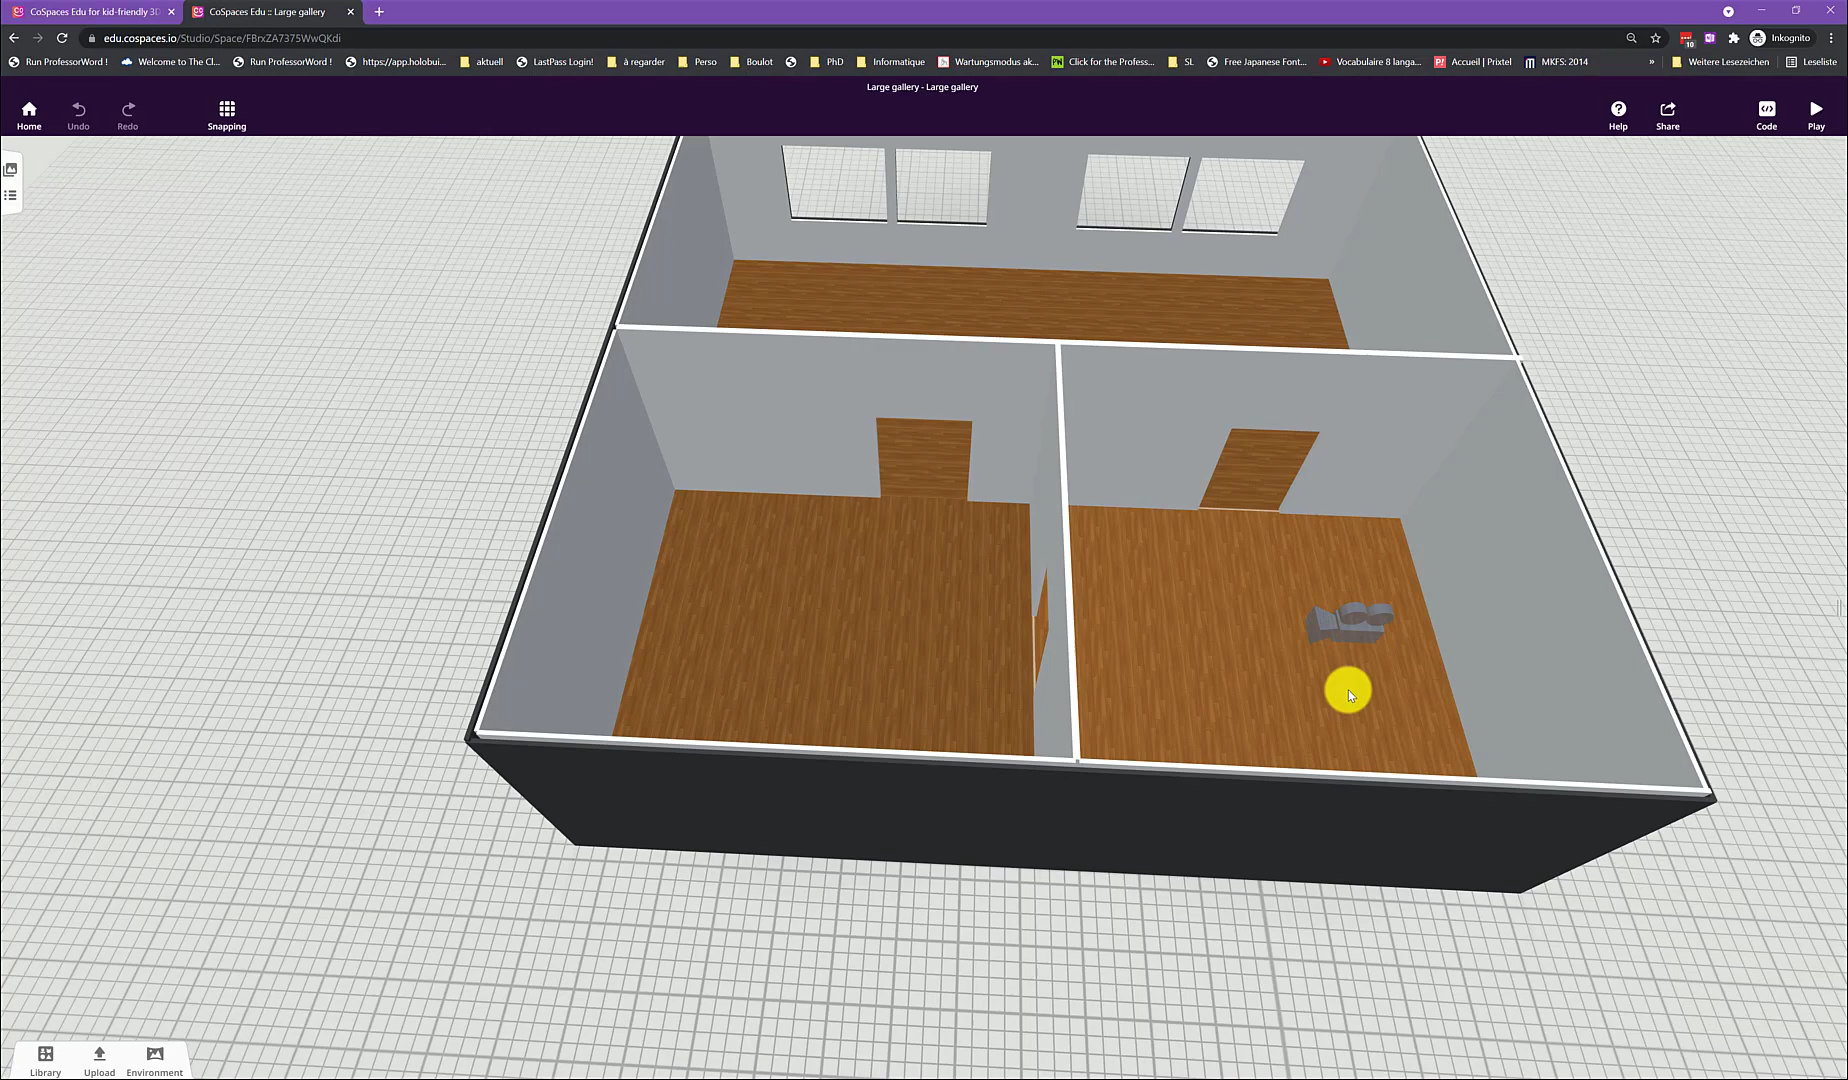 CoSpaces Edu for kid-friendly 3D
CoSpaces Edu :: Large gallery
edu.cospaces.io/Studio/Space/FBrxZA7375WwQKdi
10
Inkognito
Run ProfessorWord !
Welcome to The Cl...
Run ProfessorWord !
https://app.holobui...
aktuell
LastPass Login!
à regarder
Perso
Boulot
PhD
Informatique
Wartungsmodus ak...
PW
Click for the Profess...
SL
Free Japanese Font...
Vocabulaire 8 langa...
Accueil | Prixtel
MKFS: 2014
»
Weitere Lesezeichen
Leseliste
Large gallery - Large gallery
Home
Undo
Redo
Snapping
Help
Share
Code
Play
Library
Upload
Environment